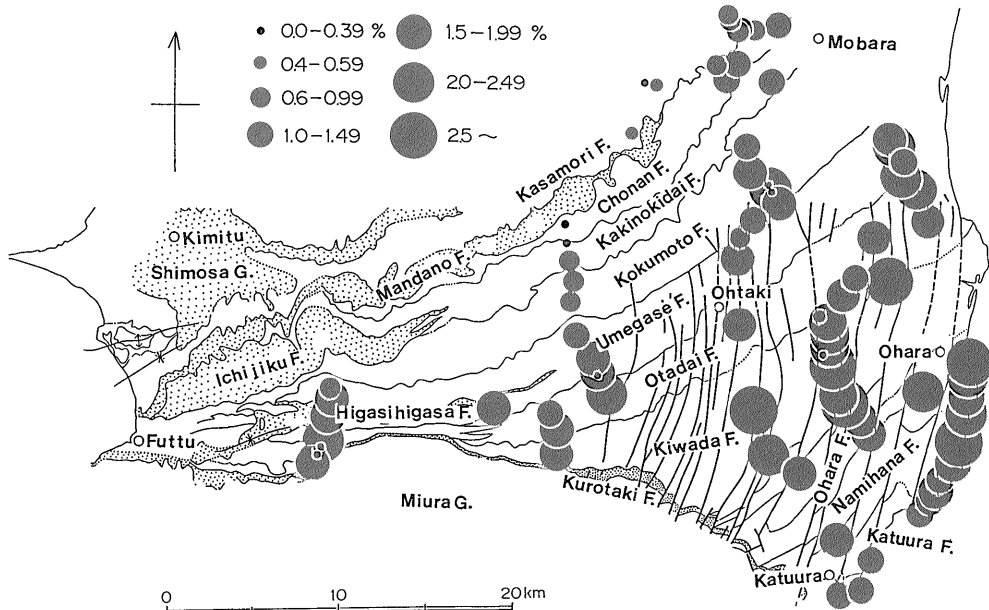 0.0–0.39 %
0.4–0.59
0.6–0.99
1.0–1.49
1.5–1.99 %
2.0–2.49
2.5 ~
Mobara
Kasamori F.
Chonan F.
Kakinokidai F.
Kimitu
Shimosa G.
Mandano F.
Kokumoto F.
Ohtaki
Umegase F.
Ichijiku F.
Otadai F.
Ohara
Higasihigasa F.
Futtu
Kiwada F.
Kurotaki F.
Ohara F.
Namihana F.
Miura G.
Katuura F.
Katuura
0 10 20 km